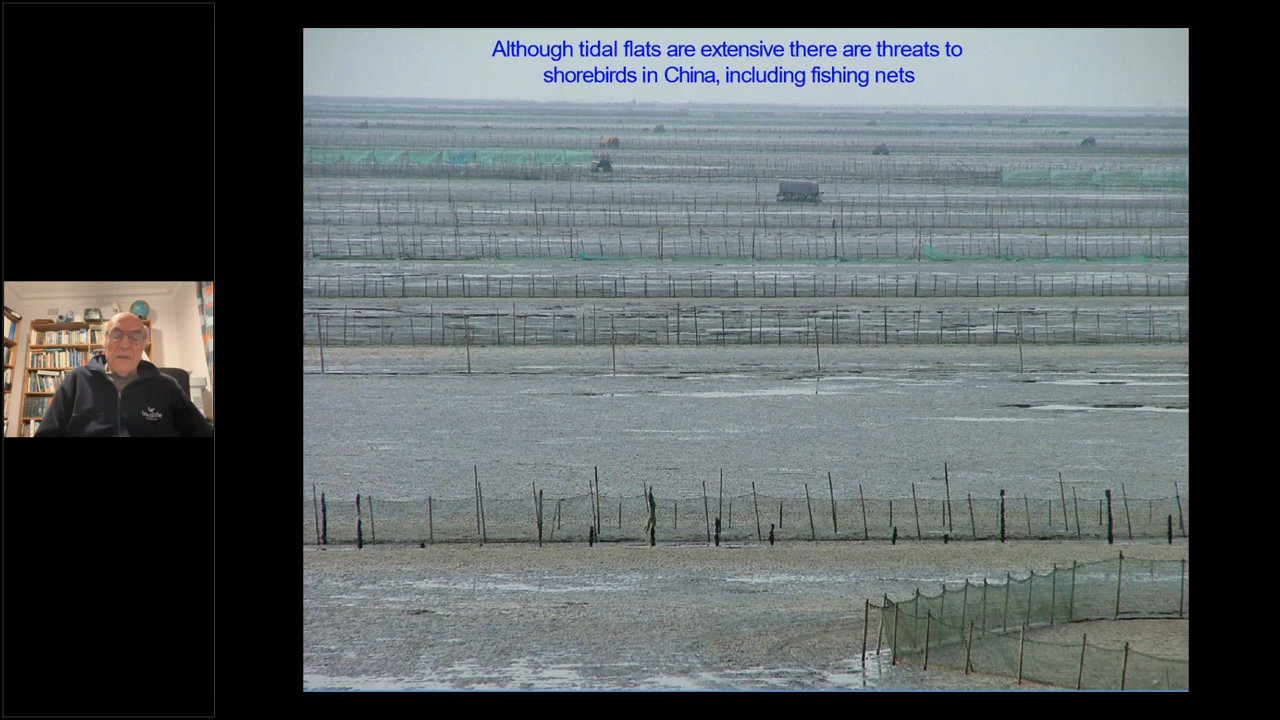 Although tidal flats are extensive there are threats to
shorebirds in China, including fishing nets